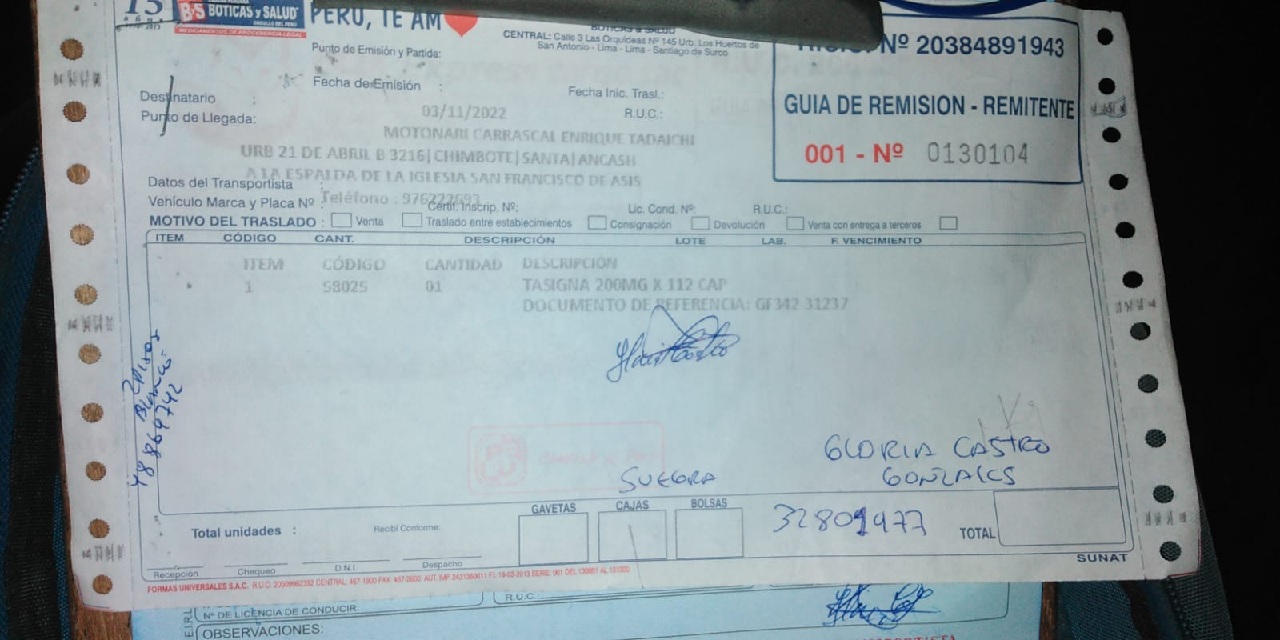 15
B&S BOTICAS y SALUD
PERÚ, TE AM
CENTRAL: Calle 3 Las Orquídeas Nº 145 Urb. Los Huertos de
San Antonio - Lima - Lima - Santiago de Surco
Nº 20384891943
GUIA DE REMISION - REMITENTE
001 - Nº 0130104
Punto de Emisión y Partida:
Fecha de Emisión :
Fecha Inic. Trasl.:
Destinatario :
03/11/2022
R.U.C.:
Punto de Llegada:
MOTONARI CARRASCAL ENRIQUE TADAICHI
URB 21 DE ABRIL B 3216|CHIMBOTE|SANTA|ANCASH
A LA ESPALDA DE LA IGLESIA SAN FRANCISCO DE ASIS
Datos del Transportista :
Teléfono :
Vehículo Marca y Placa Nº
Certif. Inscrip. Nº:
Lic. Cond. Nº
R.U.C.:
MOTIVO DEL TRASLADO : Venta Traslado entre establecimientos Consignación Devolución Venta con entrega a terceros
ITEM CÓDIGO CANT. DESCRIPCIÓN LOTE LAB. F. VENCIMIENTO
ITEM CÓDIGO CANTIDAD DESCRIPCIÓN
1 58025 01 TASIGNA 200MG X 112 CAP
DOCUMENTO DE REFERENCIA: GF342-31237
48869742
GLORIA CASTRO
SUEGRA
32801977
Total unidades :
Recibí Conforme:
GAVETAS CAJAS BOLSAS
TOTAL
Recepción Chequeo D.N.I. Despacho
SUNAT
FORMAS UNIVERSALES S.A.C.
Nº DE LICENCIA DE CONDUCIR
R.U.C.
OBSERVACIONES: